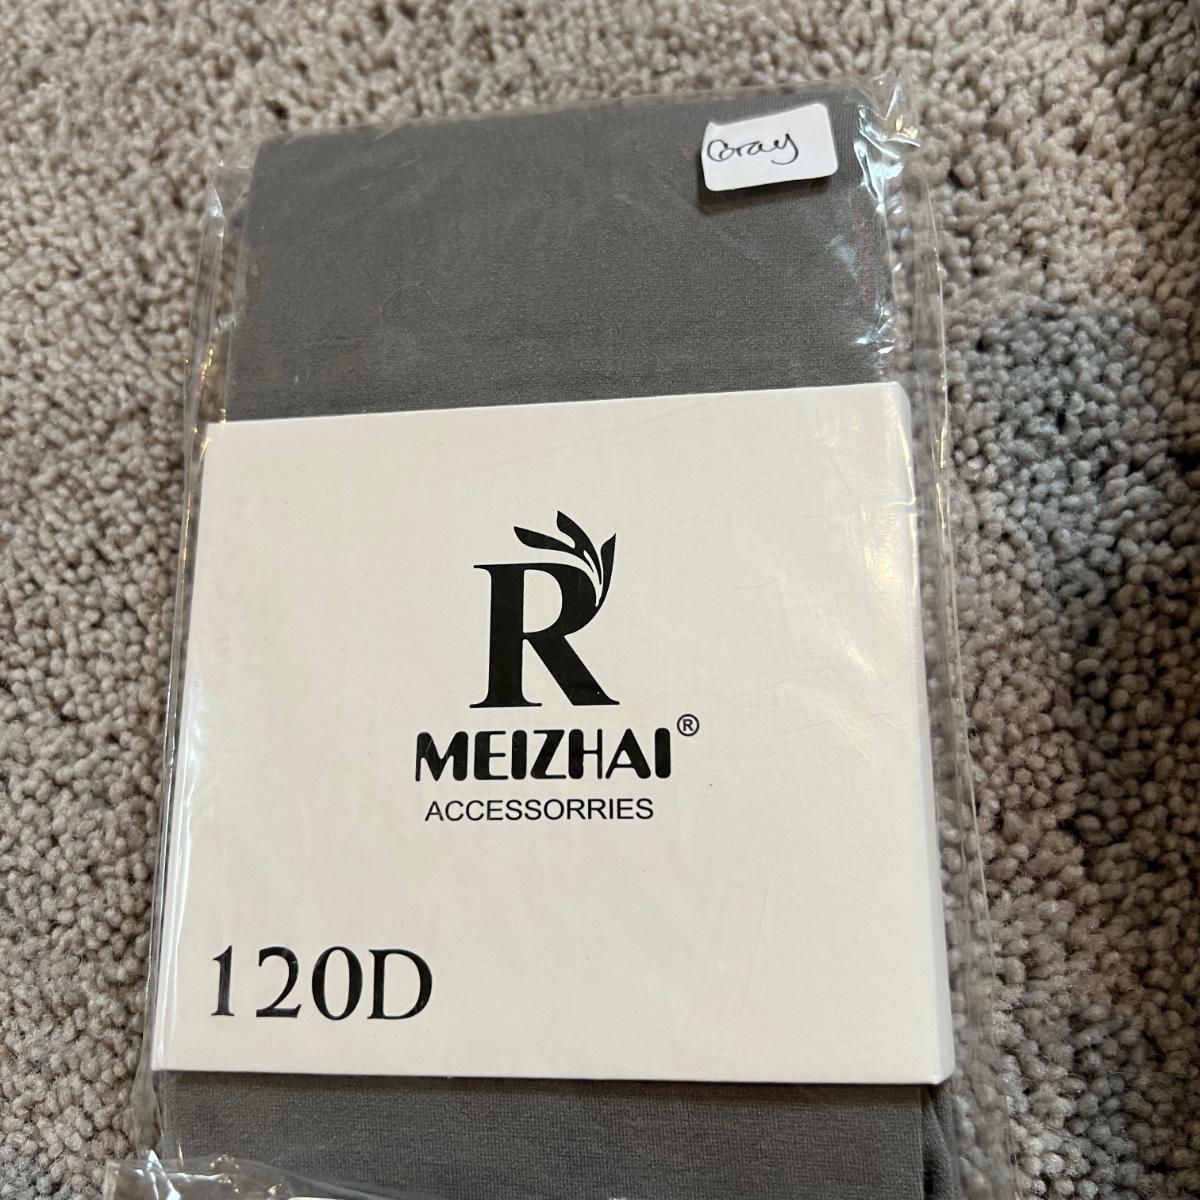 Gray
R
MEIZHAI®
ACCESSORRIES
120D